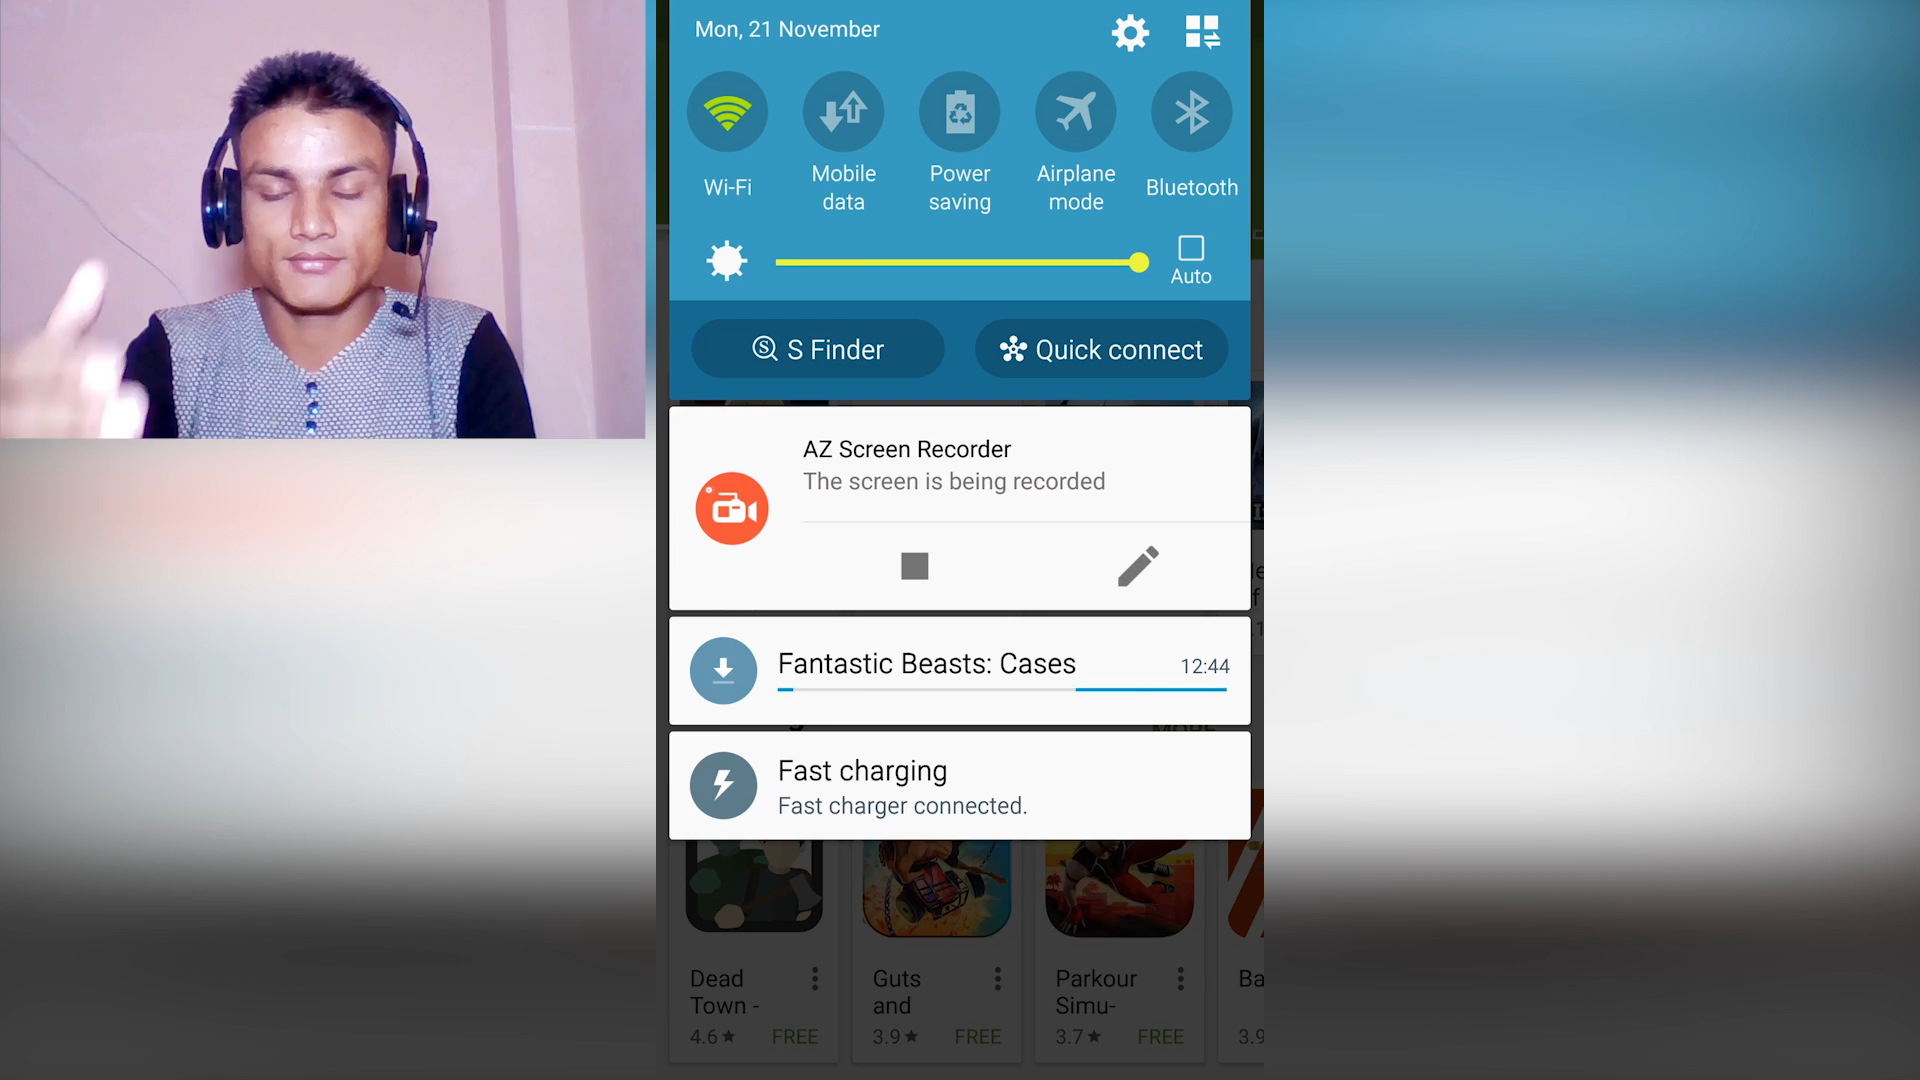 Mon, 21 November
Wi-Fi
Mobile
data
Power
saving
Airplane
mode
Bluetooth
Auto
S Finder
Quick connect
AZ Screen Recorder
The screen is being recorded
Fantastic Beasts: Cases
12:44
Fast charging
Fast charger connected.
Dead
Town -
4.6★ FREE
Guts
and
3.9★ FREE
Parkour
Simu-
3.7★ FREE
Ba
3.9